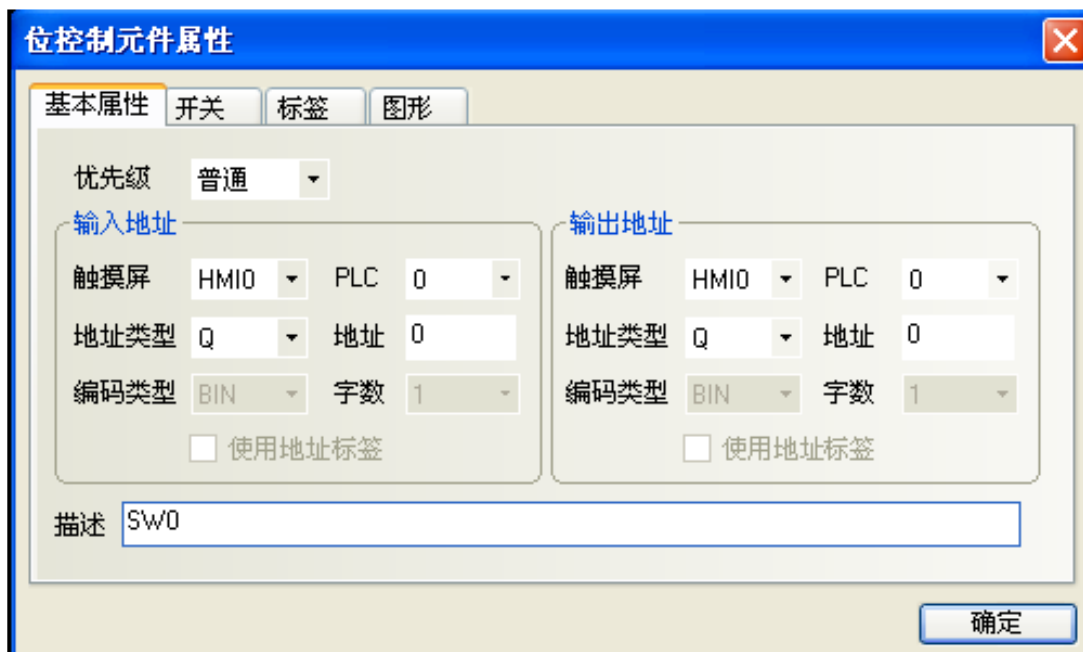 位控制元件属性
基本属性 开关 标签 图形
优先级 普通
输入地址
触摸屏 HMI0 PLC 0
地址类型 Q 地址 0
编码类型 BIN 字数 1
使用地址标签
输出地址
触摸屏 HMI0 PLC 0
地址类型 Q 地址 0
编码类型 BIN 字数 1
使用地址标签
描述 SW0
确定